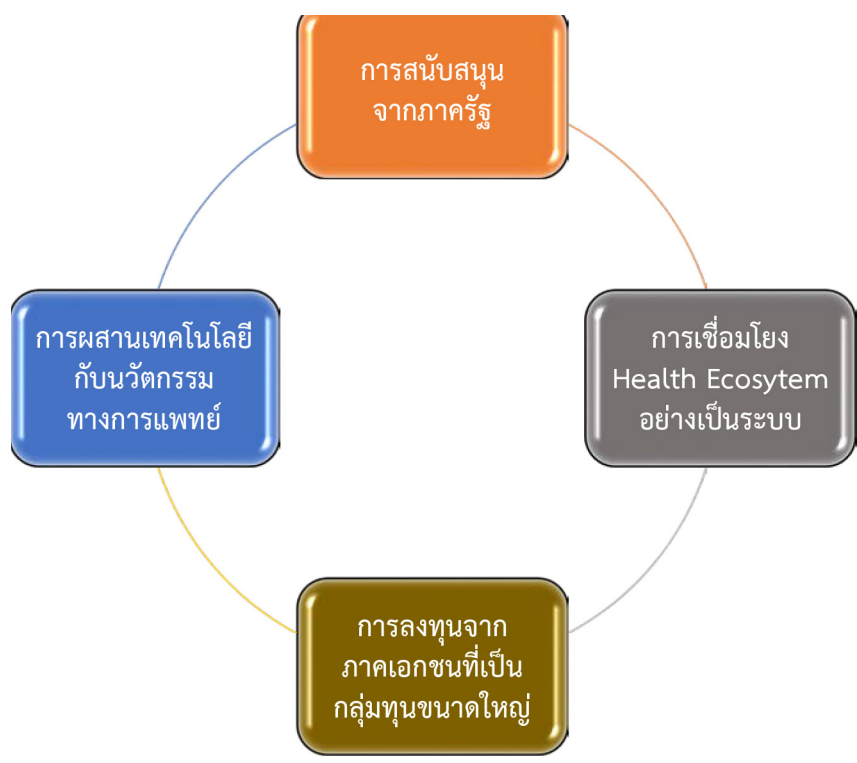 การสนับสนุน
จากภาครัฐ
การผสานเทคโนโลยี
กับนวัตกรรม
ทางการแพทย์
การเชื่อมโยง
Health Ecosytem
อย่างเป็นระบบ
การลงทุนจาก
ภาคเอกชนที่เป็น
กลุ่มทุนขนาดใหญ่